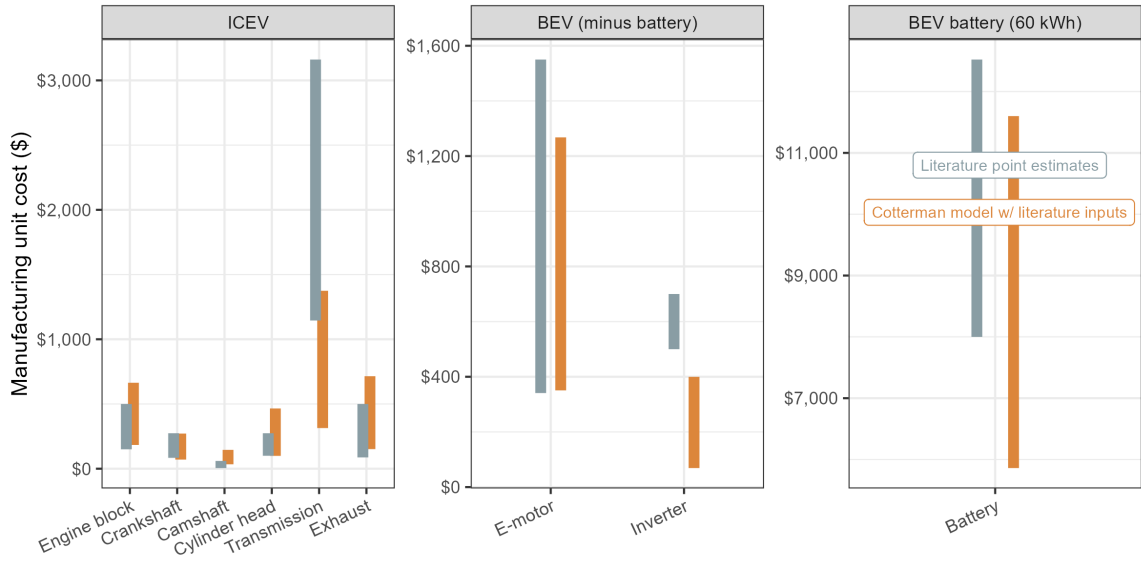 ICEV
BEV (minus battery)
BEV battery (60 kWh)
Manufacturing unit cost ($)
$3,000
$2,000
$1,000
$0
Engine block
Crankshaft
Camshaft
Cylinder head
Transmission
Exhaust
$1,600
$1,200
$800
$400
$0
E-motor
Inverter
$11,000
$9,000
$7,000
Literature point estimates
Cotterman model w/ literature inputs
Battery